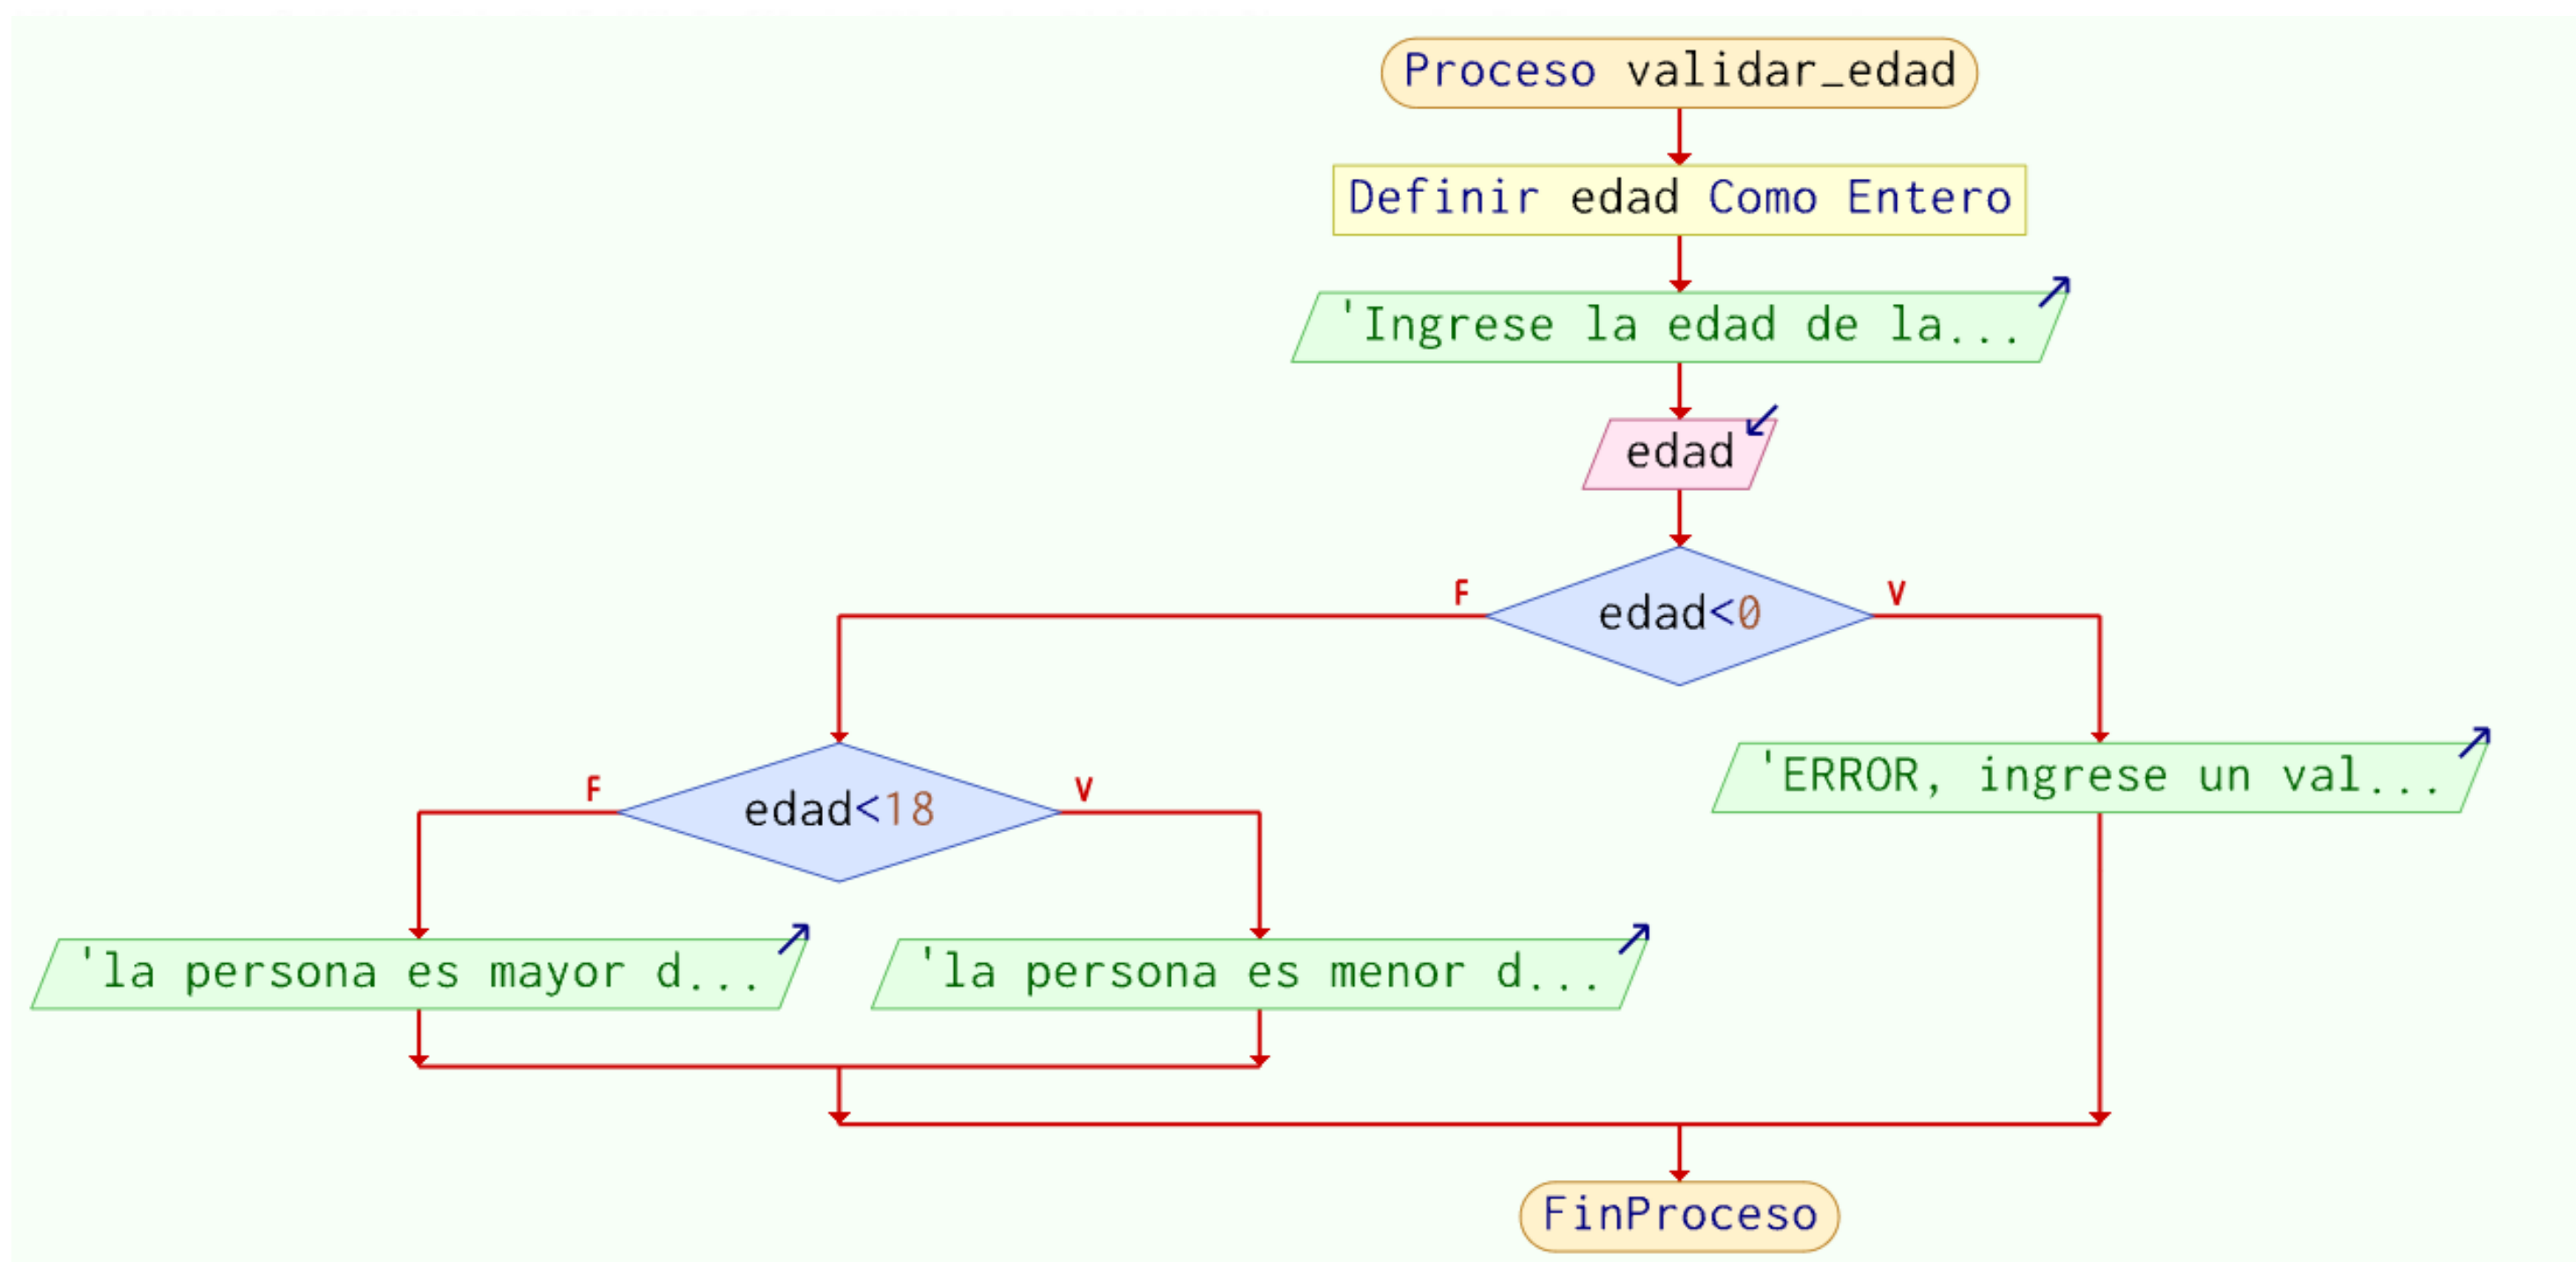 Proceso validar_edad
Definir edad Como Entero
'Ingrese la edad de la...
edad
edad<0
F
V
edad<18
F
V
'ERROR, ingrese un val...
'la persona es mayor d...
'la persona es menor d...
FinProceso